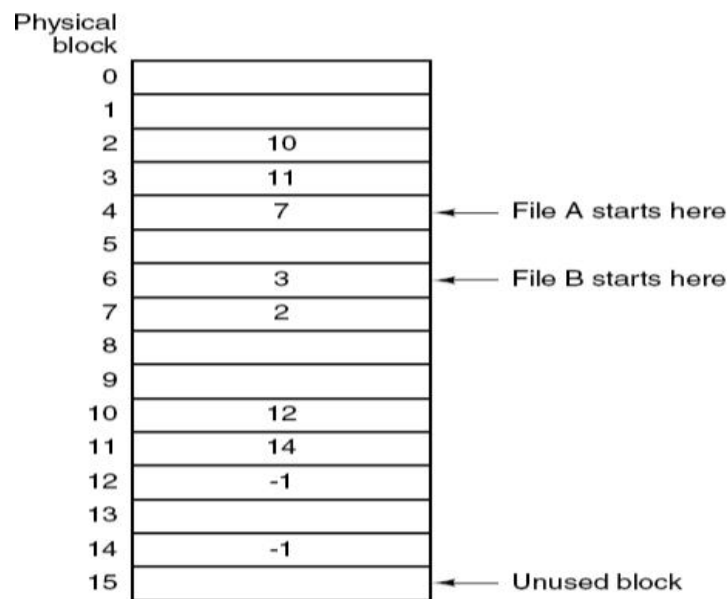 Physical
block
0
1
2 10
3 11
4 7 File A starts here
5
6 3 File B starts here
7 2
8
9
10 12
11 14
12 -1
13
14 -1
15 Unused block